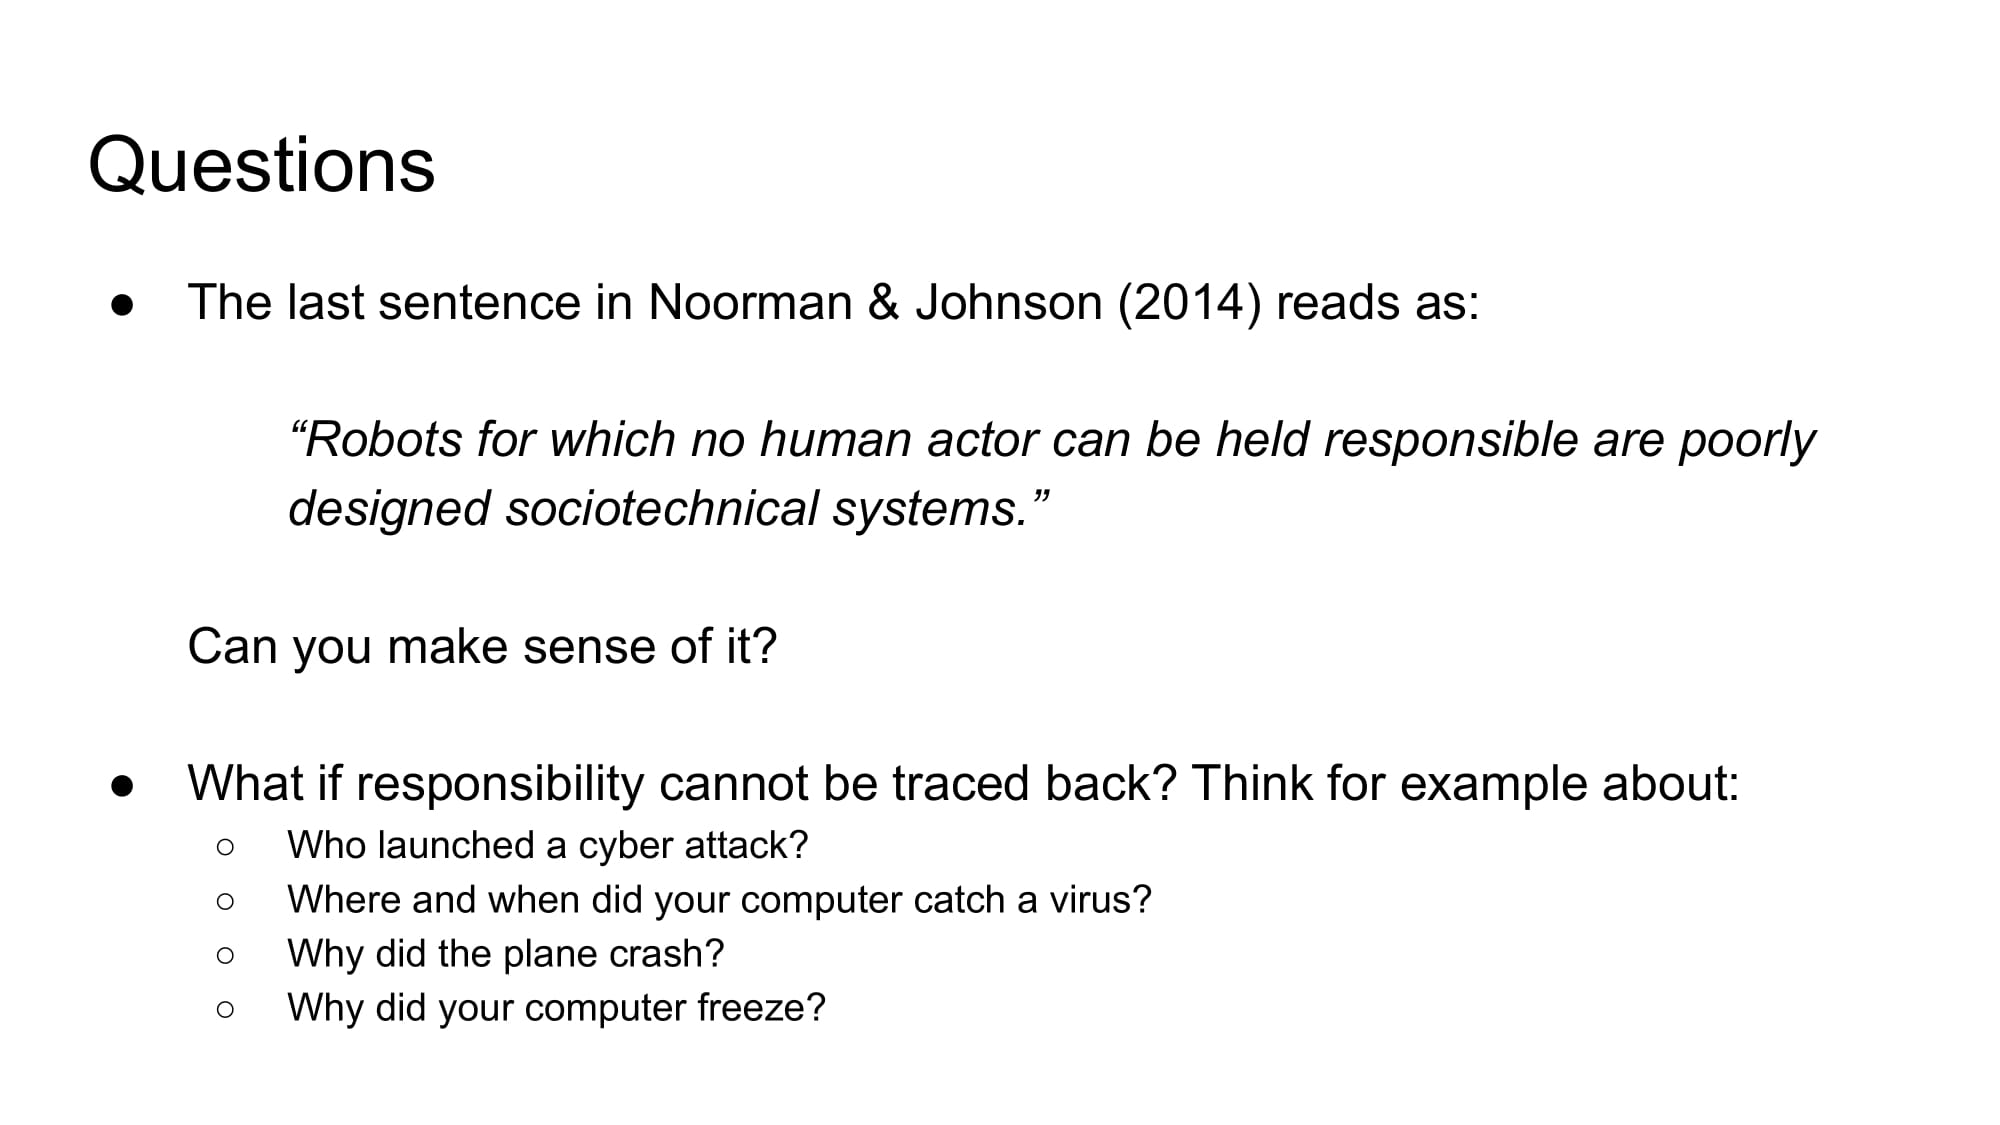 Questions
● The last sentence in Noorman & Johnson (2014) reads as:
“Robots for which no human actor can be held responsible are poorly
designed sociotechnical systems.”
Can you make sense of it?
● What if responsibility cannot be traced back? Think for example about:
○ Who launched a cyber attack?
○ Where and when did your computer catch a virus?
○ Why did the plane crash?
○ Why did your computer freeze?